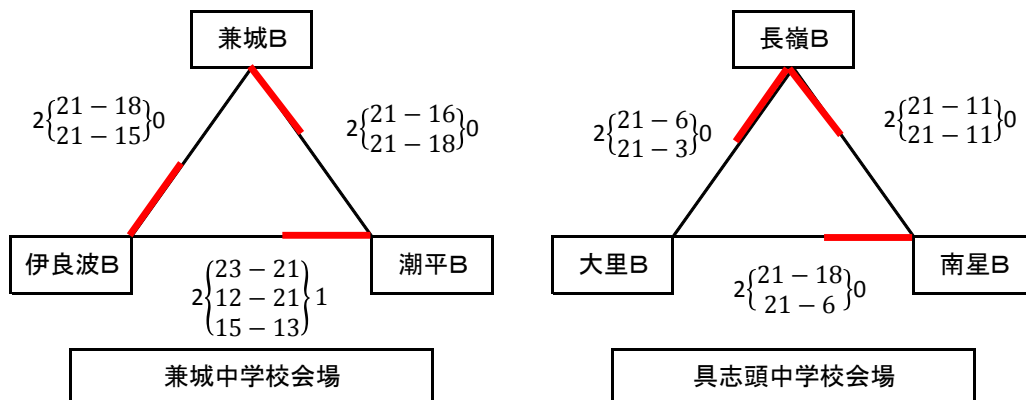 兼城B
2{21 − 18
21 − 15}0
2{21 − 16
21 − 18}0
伊良波B
潮平B
2{23 − 21
12 − 21
15 − 13}1
兼城中学校会場
長嶺B
2{21 − 6
21 − 3}0
2{21 − 11
21 − 11}0
大里B
南星B
2{21 − 18
21 − 6}0
具志頭中学校会場